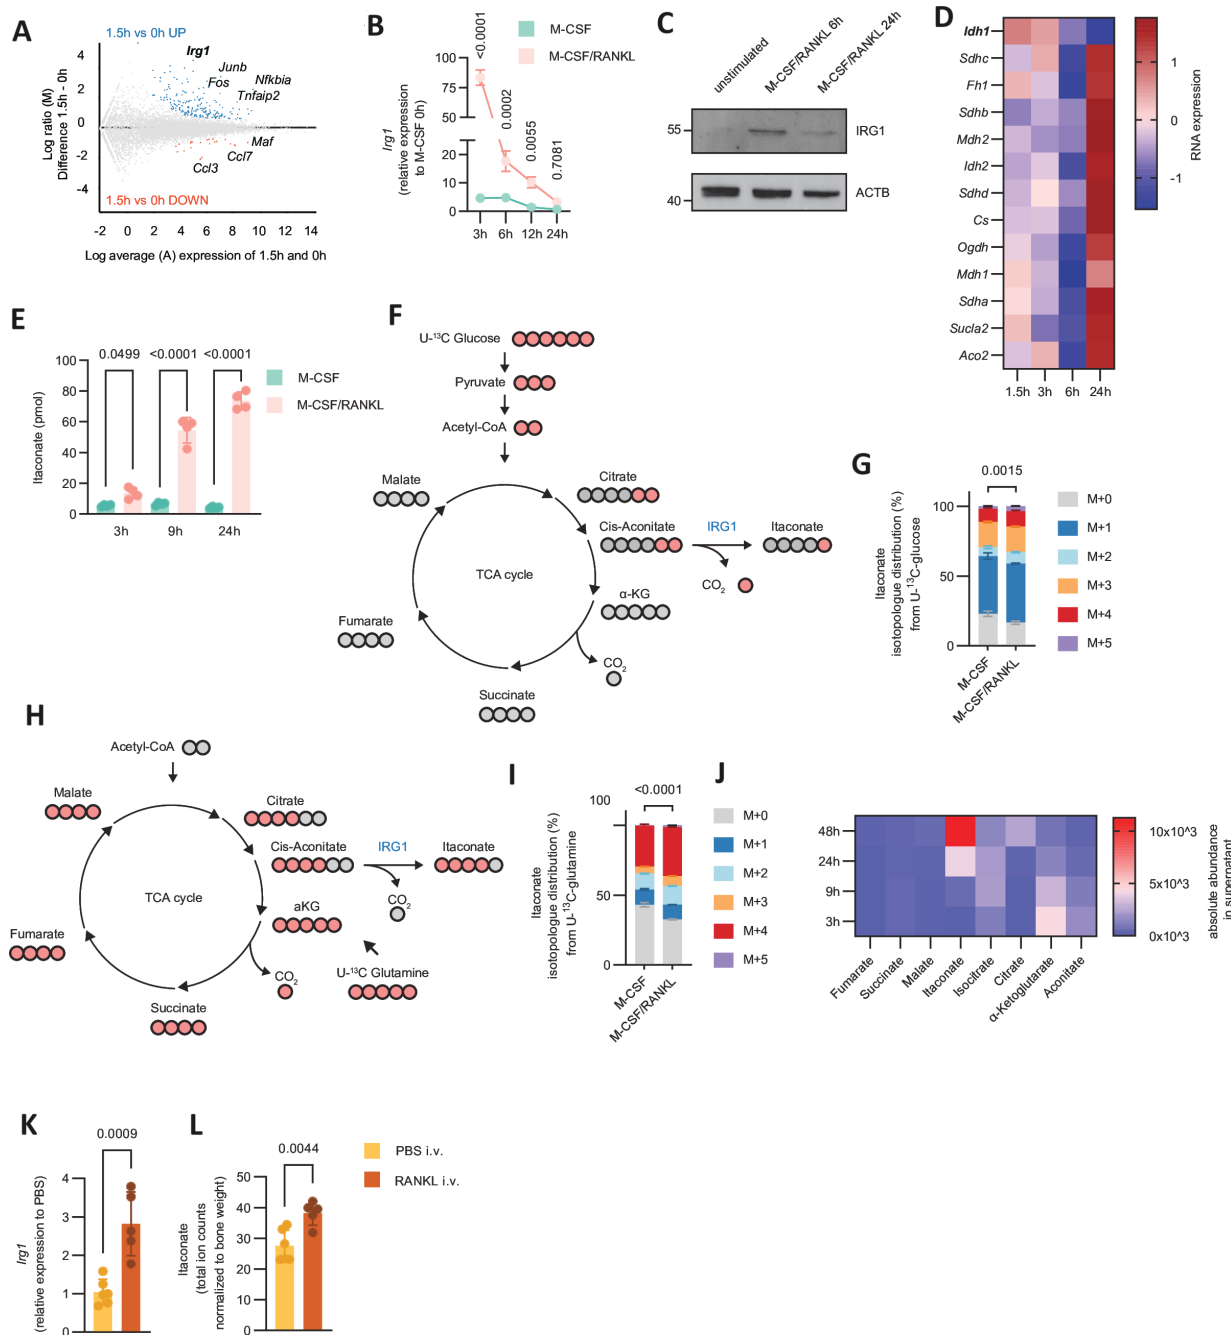 A
1.5h vs 0h UP
Irg1
Junb
Fos
Nfkbia
Tnfaip2
Maf
Ccl7
Ccl3
1.5h vs 0h DOWN
Log ratio (M)
Difference 1.5h - 0h
4
2
0
-2
-4
-2 0 2 4 6 8 10 12 14
Log average (A) expression of 1.5h and 0h
B
M-CSF
M-CSF/RANKL
<0.0001
0.0002
0.0055
0.7081
Irg1
(relative expression
to M-CSF 0h)
100
75
50
20
10
0
3h 6h 12h 24h
C
unstimulated
M-CSF/RANKL 6h
M-CSF/RANKL 24h
55
IRG1
40
ACTB
D
Idh1
Sdhc
Fh1
Sdhb
Mdh2
Idh2
Sdhd
Cs
Ogdh
Mdh1
Sdha
Sucla2
Aco2
1.5h 3h 6h 24h
1
0
-1
RNA expression
E
0.0499 <0.0001 <0.0001
M-CSF
M-CSF/RANKL
Itaconate (pmol)
100
80
60
40
20
0
3h 9h 24h
F
U-¹³C Glucose
Pyruvate
Acetyl-CoA
Malate
Citrate
Cis-Aconitate
IRG1
Itaconate
CO₂
TCA cycle
α-KG
Fumarate
CO₂
Succinate
G
0.0015
Itaconate
isotopologue distribution (%)
from U-¹³C-glucose
100
50
0
M-CSF
M-CSF/RANKL
M+0
M+1
M+2
M+3
M+4
M+5
H
Acetyl-CoA
Malate
Citrate
Cis-Aconitate
IRG1
Itaconate
CO₂
TCA cycle
aKG
Fumarate
CO₂
U-¹³C Glutamine
Succinate
I
<0.0001
Itaconate
isotopologue distribution (%)
from U-¹³C-glutamine
100
50
0
M-CSF
M-CSF/RANKL
M+0
M+1
M+2
M+3
M+4
M+5
J
48h
24h
9h
3h
Fumarate
Succinate
Malate
Itaconate
Isocitrate
Citrate
α-Ketoglutarate
Aconitate
10x10^3
5x10^3
0x10^3
absolute abundance
in supernatant
K
0.0009
Irg1
(relative expression to PBS)
4
3
2
1
0
L
0.0044
Itaconate
(total ion counts
normalized to bone weight)
50
40
30
20
10
0
PBS i.v.
RANKL i.v.